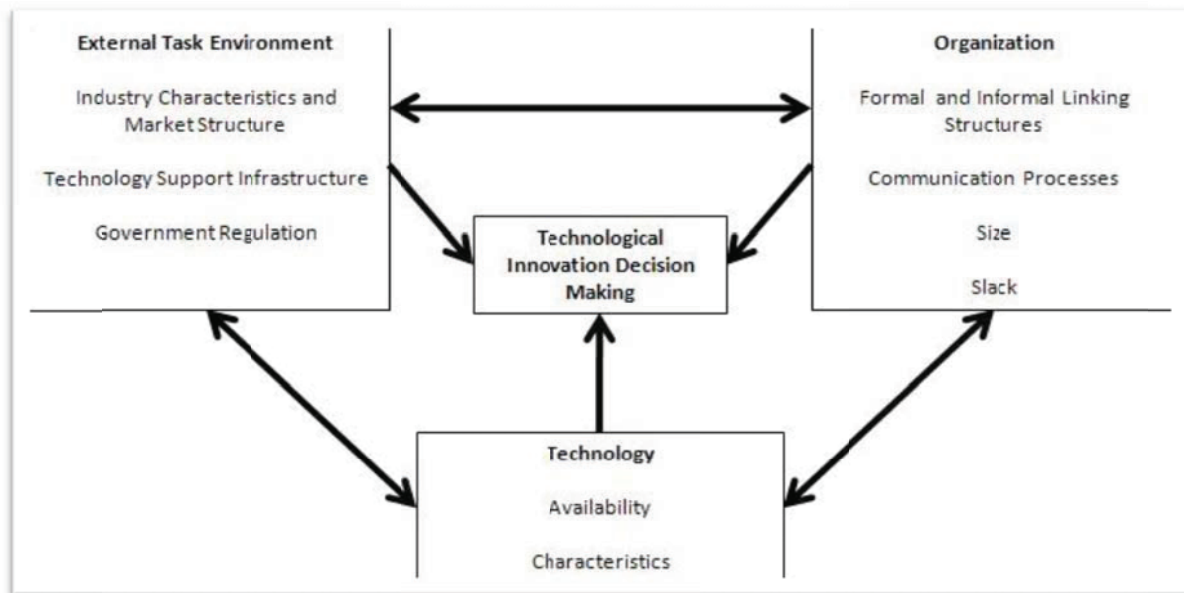 External Task Environment
Industry Characteristics and
Market Structure
Technology Support Infrastructure
Government Regulation
Organization
Formal and Informal Linking
Structures
Communication Processes
Size
Slack
Technological
Innovation Decision
Making
Technology
Availability
Characteristics